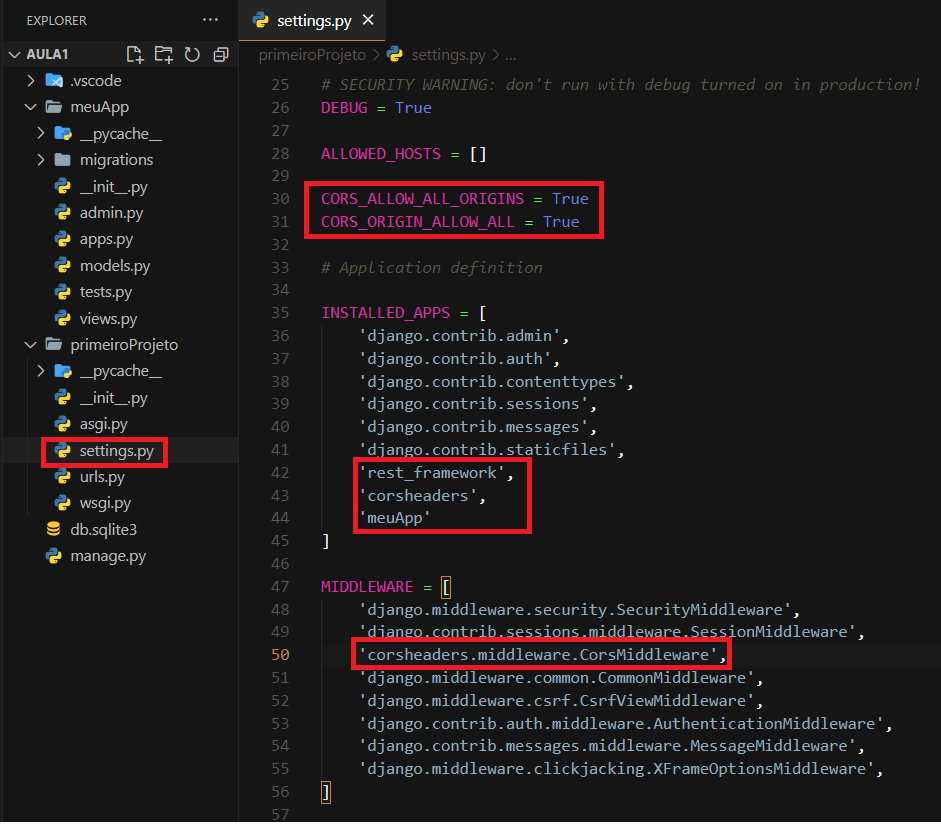 EXPLORER
AULA1
.vscode
meuApp
__pycache__
migrations
__init__.py
admin.py
apps.py
models.py
tests.py
views.py
primeiroProjeto
__pycache__
__init__.py
asgi.py
settings.py
urls.py
wsgi.py
db.sqlite3
manage.py
settings.py
primeiroProjeto > settings.py > ...
25 # SECURITY WARNING: don't run with debug turned on in production!
26 DEBUG = True
27
28 ALLOWED_HOSTS = []
29
30 CORS_ALLOW_ALL_ORIGINS = True
31 CORS_ORIGIN_ALLOW_ALL = True
32
33 # Application definition
34
35 INSTALLED_APPS = [
36     'django.contrib.admin',
37     'django.contrib.auth',
38     'django.contrib.contenttypes',
39     'django.contrib.sessions',
40     'django.contrib.messages',
41     'django.contrib.staticfiles',
42     'rest_framework',
43     'corsheaders',
44     'meuApp'
45 ]
46
47 MIDDLEWARE = [
48     'django.middleware.security.SecurityMiddleware',
49     'django.contrib.sessions.middleware.SessionMiddleware',
50     'corsheaders.middleware.CorsMiddleware',
51     'django.middleware.common.CommonMiddleware',
52     'django.middleware.csrf.CsrfViewMiddleware',
53     'django.contrib.auth.middleware.AuthenticationMiddleware',
54     'django.contrib.messages.middleware.MessageMiddleware',
55     'django.middleware.clickjacking.XFrameOptionsMiddleware',
56 ]
57